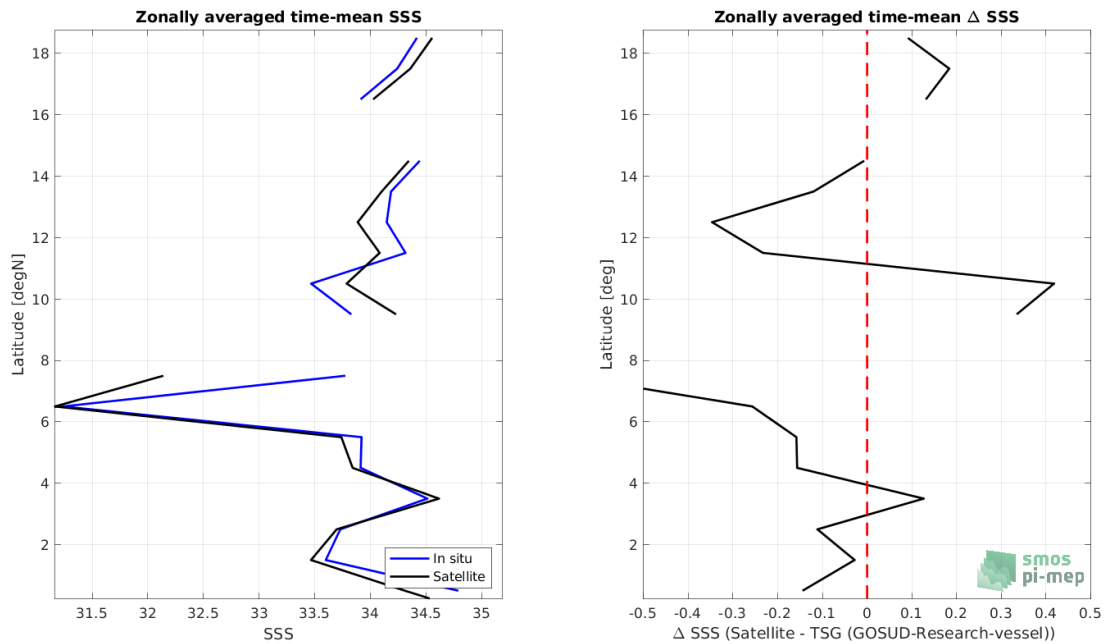 Zonally averaged time-mean SSS
18
16
14
12
10
8
6
4
2
Latitude [degN]
In situ
Satellite
31.5 32 32.5 33 33.5 34 34.5 35
SSS
Zonally averaged time-mean Δ SSS
18
16
14
12
10
8
6
4
2
Latitude [deg]
smos
pi-mep
-0.5 -0.4 -0.3 -0.2 -0.1 0 0.1 0.2 0.3 0.4 0.5
Δ SSS (Satellite - TSG (GOSUD-Research-vessel))